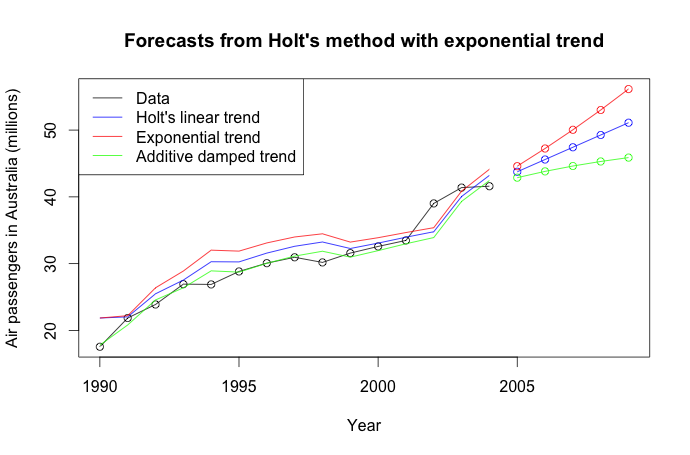 Forecasts from Holt's method with exponential trend
Data
Holt's linear trend
Exponential trend
Additive damped trend
Air passengers in Australia (millions)
50
40
30
20
1990
1995
2000
2005
Year